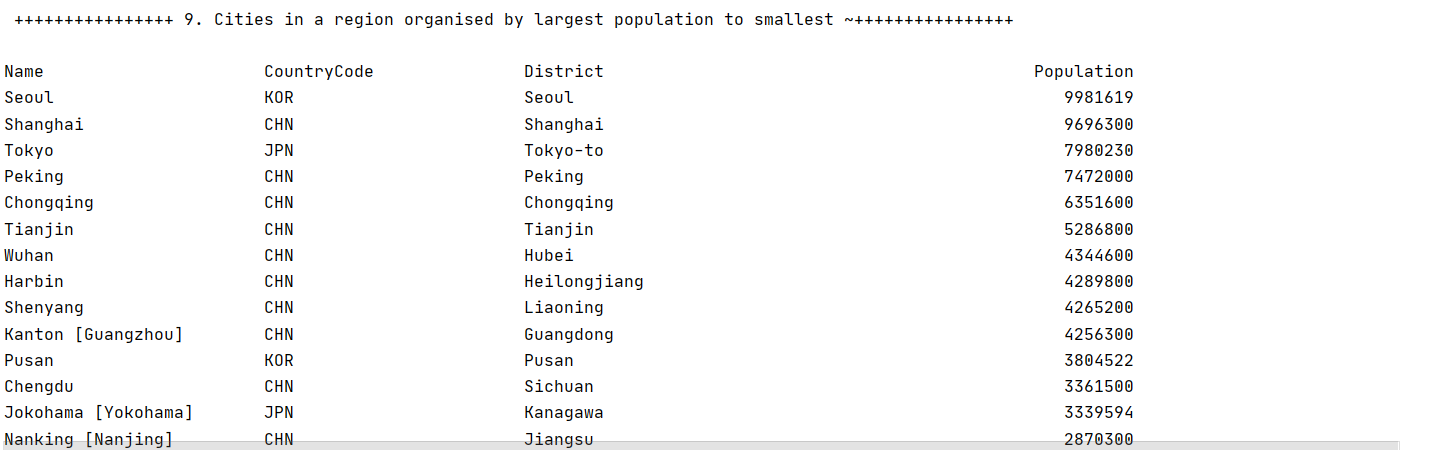 ++++++++++++++++ 9. Cities in a region organised by largest population to smallest ~++++++++++++++++
Name CountryCode District Population
Seoul KOR Seoul 9981619
Shanghai CHN Shanghai 9696300
Tokyo JPN Tokyo-to 7980230
Peking CHN Peking 7472000
Chongqing CHN Chongqing 6351600
Tianjin CHN Tianjin 5286800
Wuhan CHN Hubei 4344600
Harbin CHN Heilongjiang 4289800
Shenyang CHN Liaoning 4265200
Kanton [Guangzhou] CHN Guangdong 4256300
Pusan KOR Pusan 3804522
Chengdu CHN Sichuan 3361500
Jokohama [Yokohama] JPN Kanagawa 3339594
Nanking [Nanjing] CHN Jiangsu 2870300